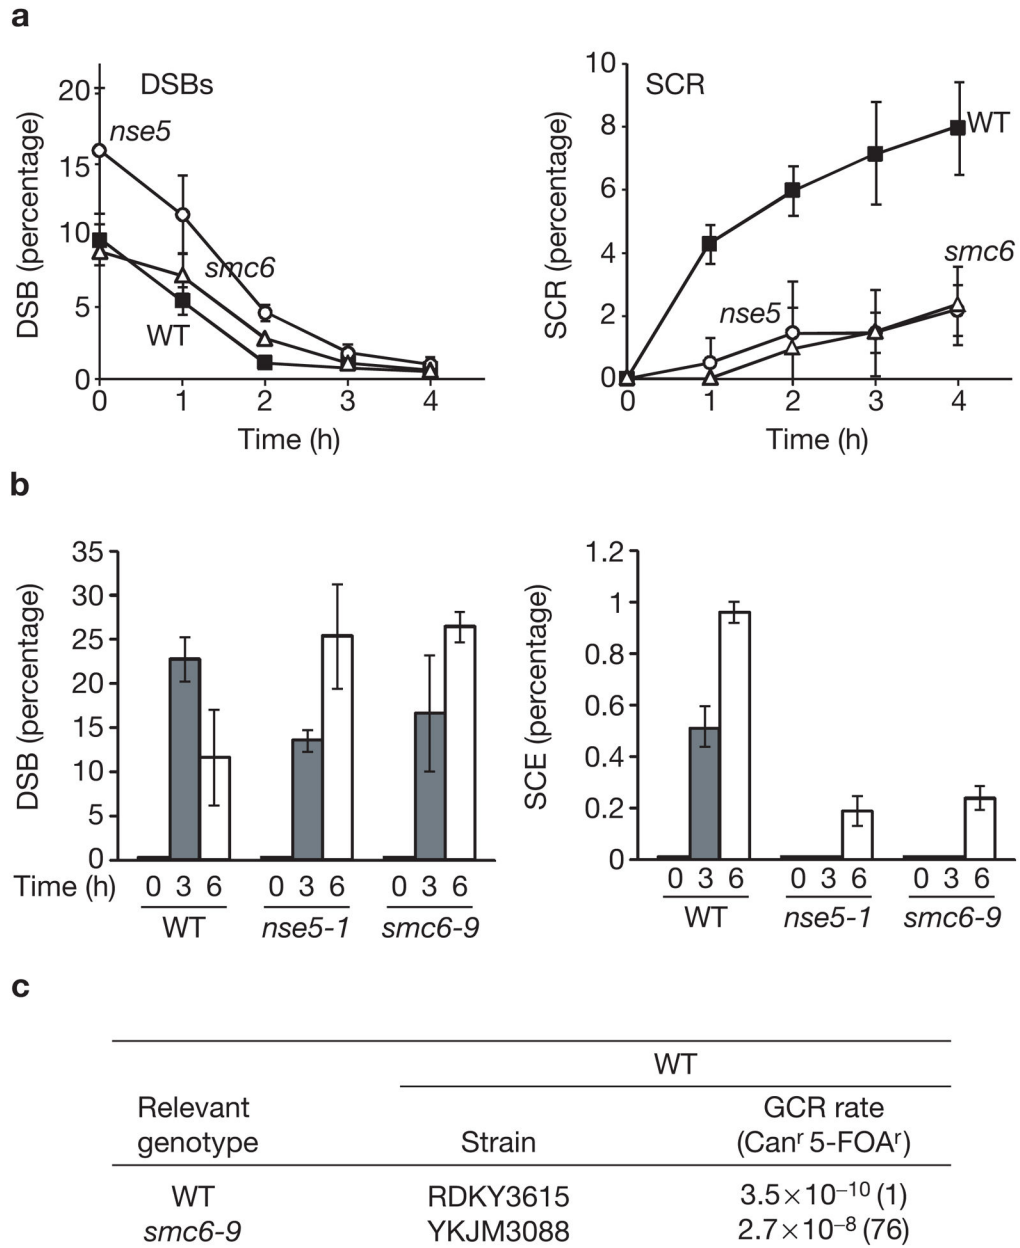 a
DSBs
20
15
10
5
0
DSB (percentage)
nse5
smc6
WT
0 1 2 3 4
Time (h)
SCR
10
8
6
4
2
0
SCR (percentage)
WT
smc6
nse5
0 1 2 3 4
Time (h)
b
35
30
25
20
15
10
5
0
DSB (percentage)
Time (h) 0 3 6 0 3 6 0 3 6
WT nse5-1 smc6-9
1.2
1
0.8
0.6
0.4
0.2
0
SCE (percentage)
0 3 6 0 3 6 0 3 6
WT nse5-1 smc6-9
c
WT
Relevant GCR rate
genotype Strain (Canʳ 5-FOAʳ)
WT RDKY3615 3.5×10⁻¹⁰ (1)
smc6-9 YKJM3088 2.7×10⁻⁸ (76)